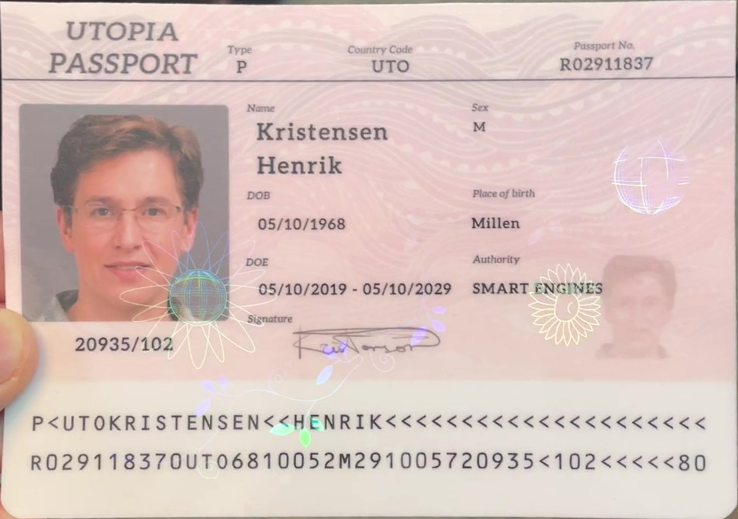 UTOPIA
PASSPORT
Type
P
Country Code
UTO
Passport No.
R02911837
Name
Kristensen
Henrik
Sex
M
DOB
05/10/1968
Place of birth
Millen
DOE
05/10/2019 - 05/10/2029
Authority
SMART ENGINES
Signature
20935/102
P<UTOKRISTENSEN<<HENRIK<<<<<<<<<<<<<<<<<<<<<
R029118370UTO6810052M291005720935<102<<<<<80